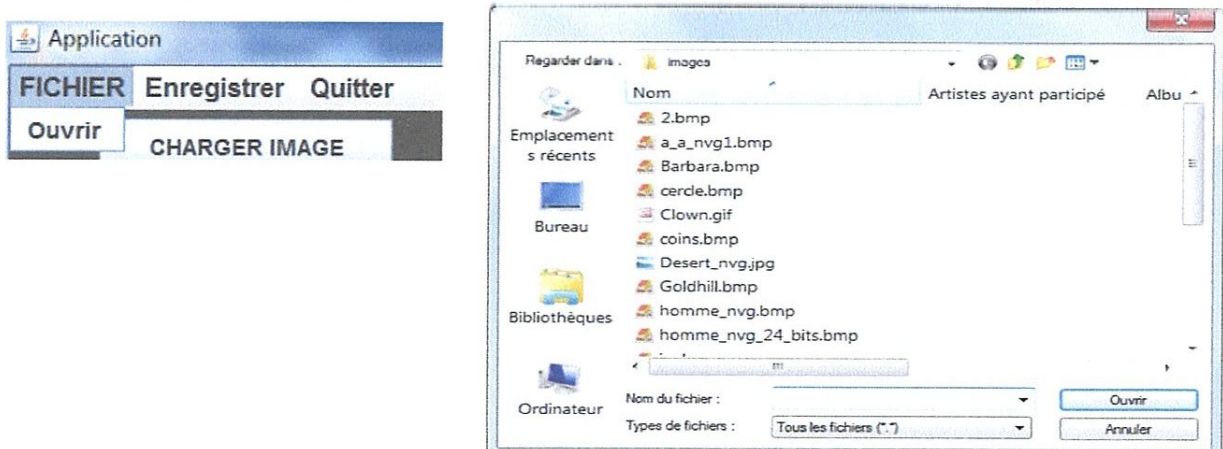 Application
FICHIER Enregistrer Quitter
Ouvrir
CHARGER IMAGE
Regarder dans :
images
Nom
Artistes ayant participé
Albu
2.bmp
a_a_nvg1.bmp
Barbara.bmp
cercle.bmp
Clown.gif
coins.bmp
Desert_nvg.jpg
Goldhill.bmp
homme_nvg.bmp
homme_nvg_24_bits.bmp
Emplacement
s récents
Bureau
Bibliothèques
Ordinateur
Nom du fichier :
Ouvrir
Types de fichiers :
Tous les fichiers (*.*)
Annuler